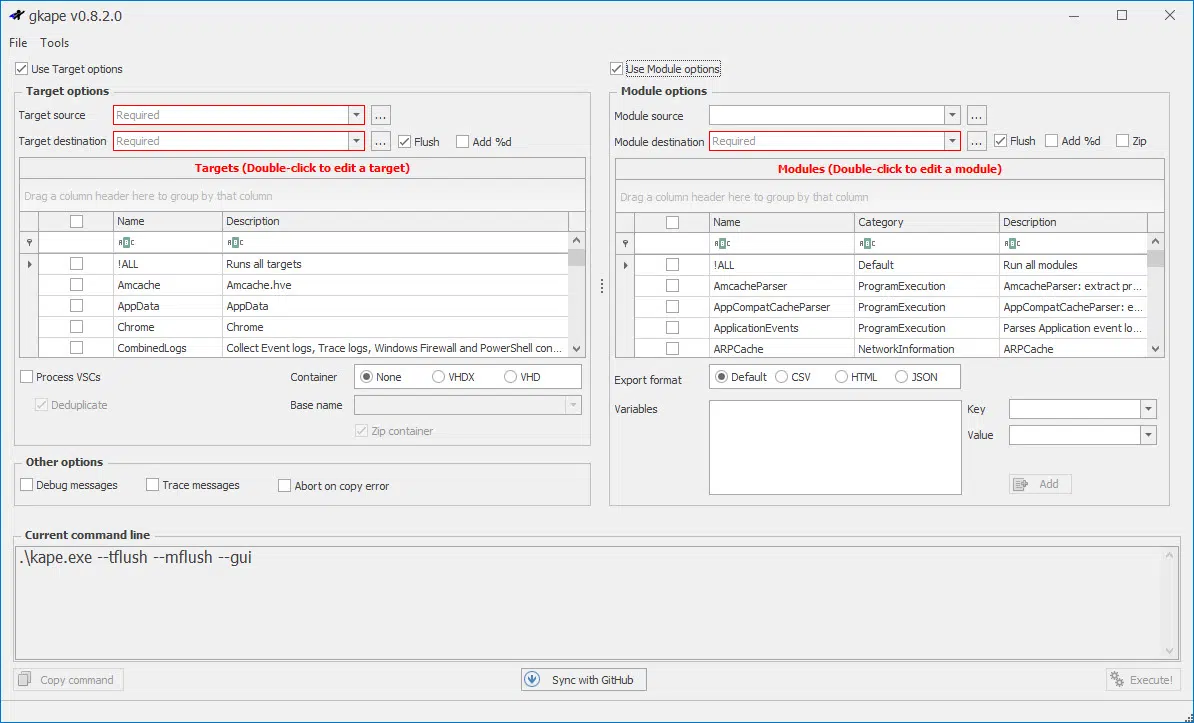 gkape v0.8.2.0
File Tools
Use Target options
Target options
Target source Required ...
Target destination Required ... Flush Add %d
Targets (Double-click to edit a target)
Drag a column header here to group by that column
Name Description
ABC ABC
!ALL Runs all targets
Amcache Amcache.hve
AppData AppData
Chrome Chrome
CombinedLogs Collect Event logs, Trace logs, Windows Firewall and PowerShell con...
Process VSCs Container None VHDX VHD
Deduplicate Base name
Zip container
Other options
Debug messages Trace messages Abort on copy error
Use Module options
Module options
Module source ...
Module destination Required ... Flush Add %d Zip
Modules (Double-click to edit a module)
Drag a column header here to group by that column
Name Category Description
ABC ABC ABC
!ALL Default Run all modules
AmcacheParser ProgramExecution AmcacheParser: extract pr...
AppCompatCacheParser ProgramExecution AppCompatCacheParser: e...
ApplicationEvents ProgramExecution Parses Application event lo...
ARPCache NetworkInformation ARPCache
Export format Default CSV HTML JSON
Variables Key
Value
Add
Current command line
.\kape.exe --tflush --mflush --gui
Copy command Sync with GitHub Execute!